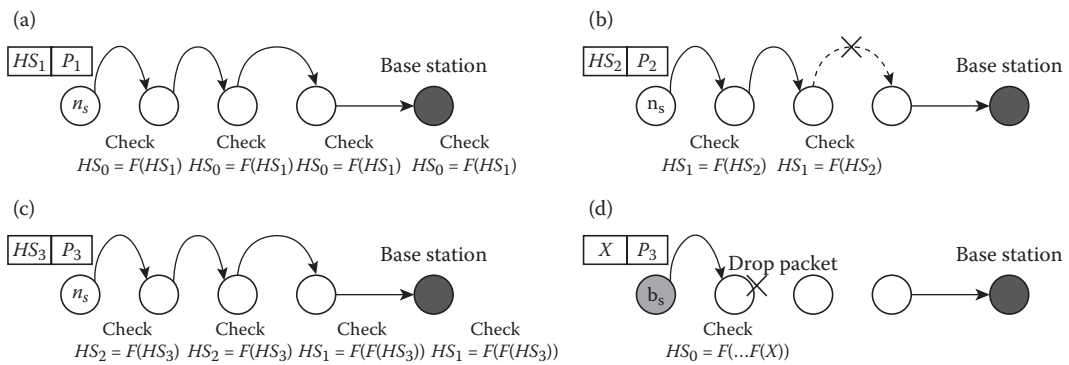 (a)
HS₁ P₁
Base station
nₛ
Check Check Check Check
HS₀ = F(HS₁) HS₀ = F(HS₁) HS₀ = F(HS₁) HS₀ = F(HS₁)
(b)
HS₂ P₂
Base station
nₛ
Check Check
HS₁ = F(HS₂) HS₁ = F(HS₂)
(c)
HS₃ P₃
Base station
nₛ
Check Check Check Check
HS₂ = F(HS₃) HS₂ = F(HS₃) HS₁ = F(F(HS₃)) HS₁ = F(F(HS₃))
(d)
X P₃
Base station
Drop packet
bₛ
Check
HS₀ = F(...F(X))